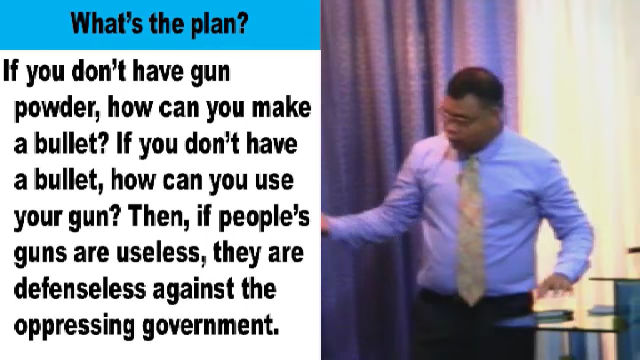 What's the plan?
If you don't have gun
powder, how can you make
a bullet? If you don't have
a bullet, how can you use
your gun? Then, if people's
guns are useless, they are
defenseless against the
oppressing government.